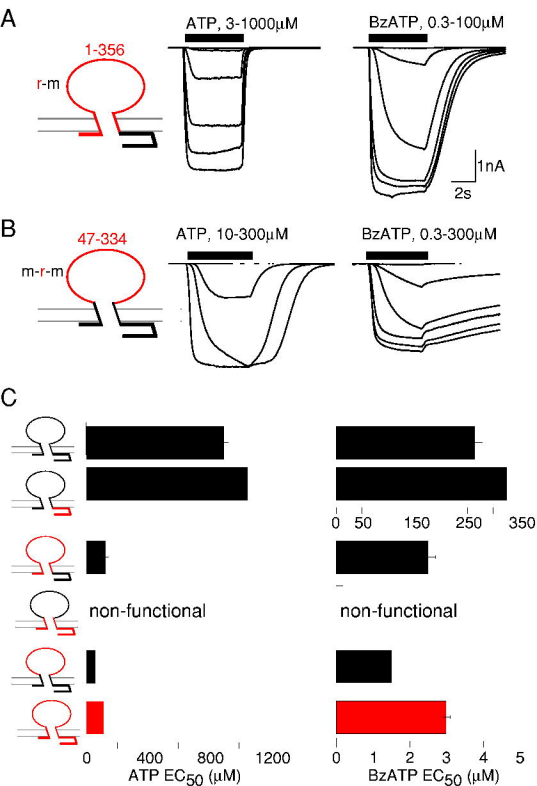 A
1-356
r-m
ATP, 3-1000µM
BzATP, 0.3-100µM
1nA
2s
B
47-334
m-r-m
ATP, 10-300µM
BzATP, 0.3-300µM
C
0 50 150 250 350
non-functional non-functional
0 400 800 1200
ATP EC50 (µM)
0 1 2 3 4 5
BzATP EC50 (µM)